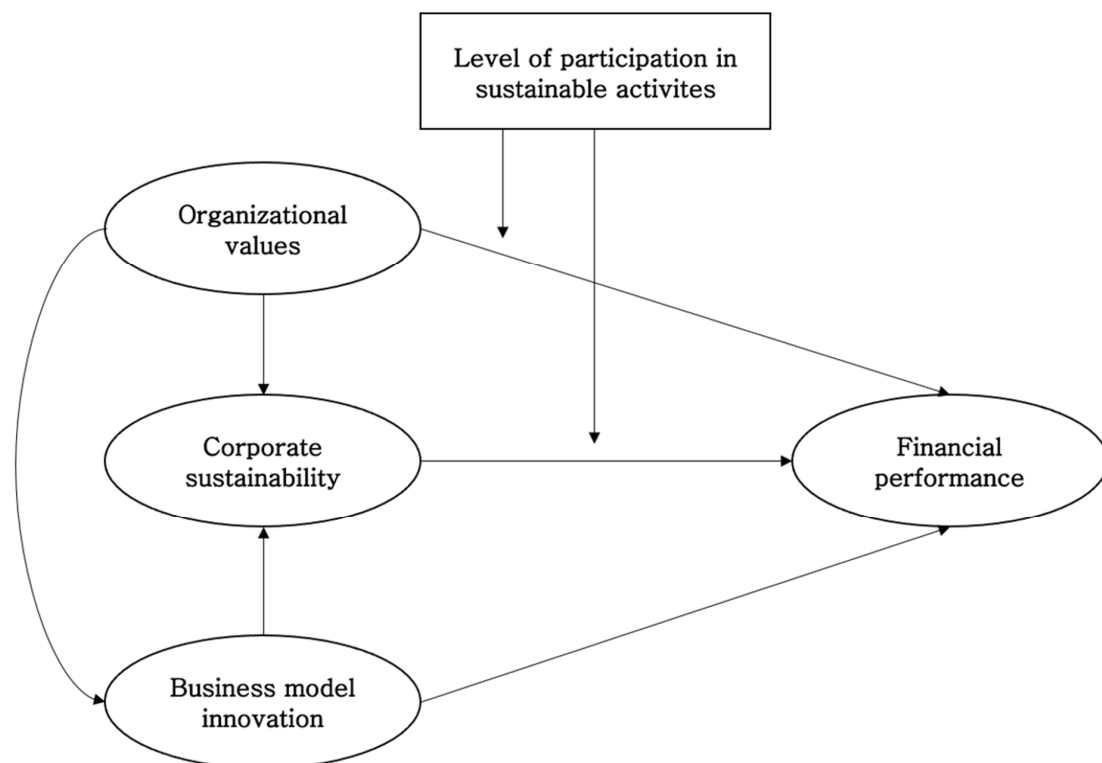 Level of participation in
sustainable activites
Organizational
values
Corporate
sustainability
Financial
performance
Business model
innovation